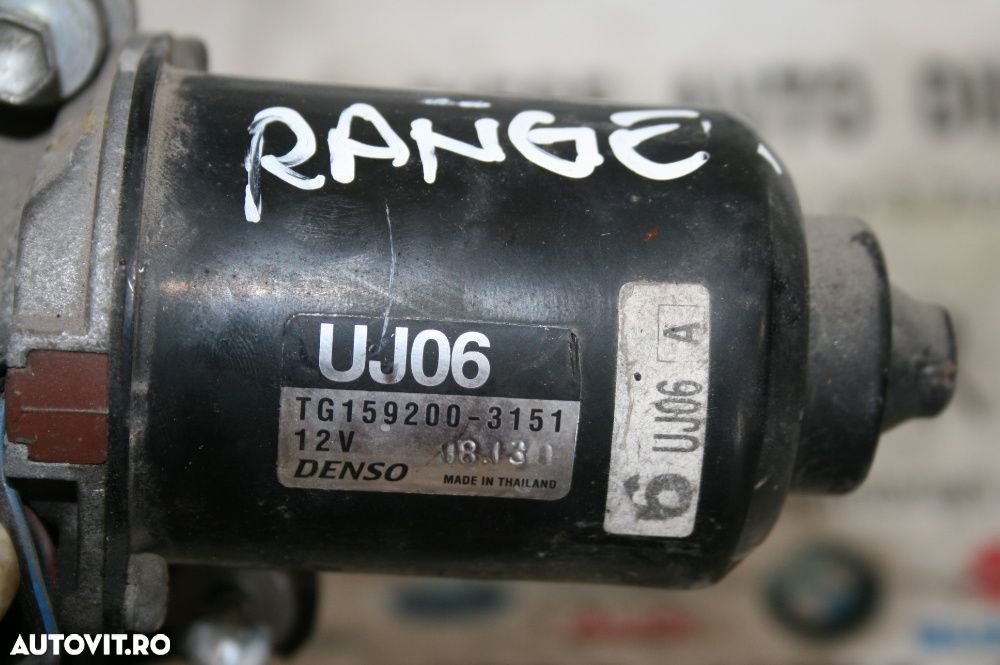 RANGE
UJ06
TG159200-3151
12V
DENSO
MADE IN THAILAND
6 UJ06 A
AUTOVIT.RO